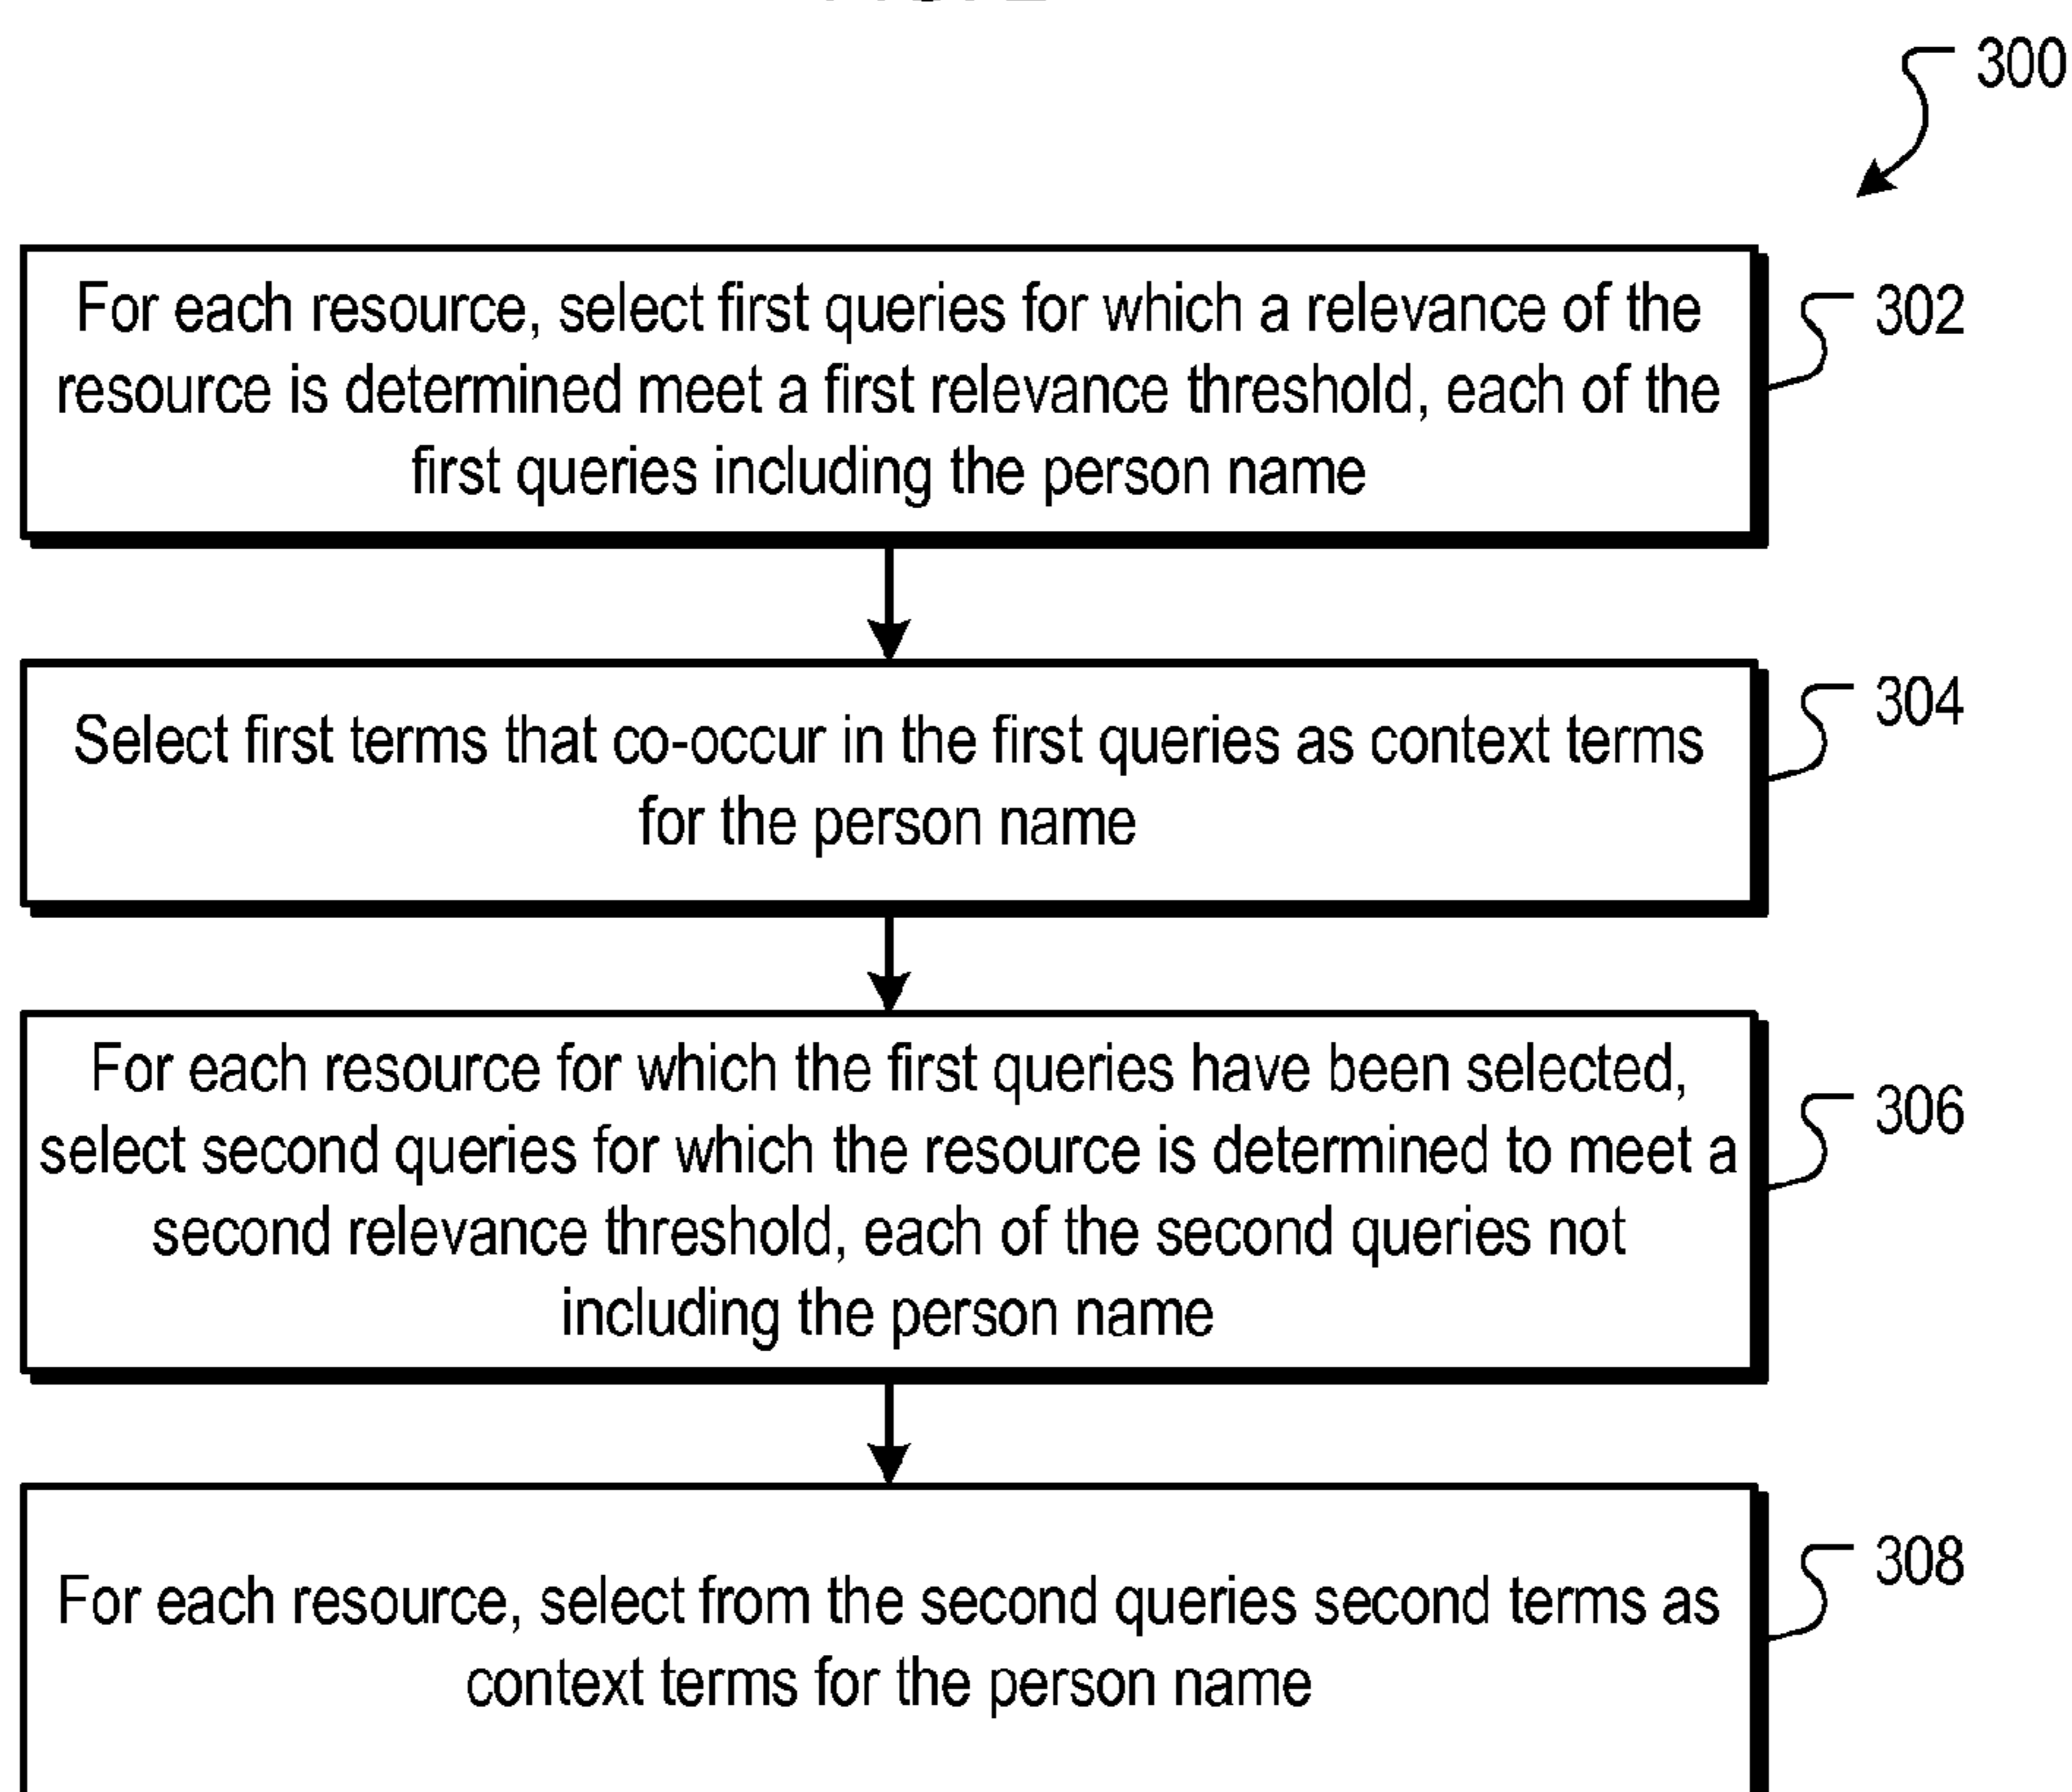 300
For each resource, select first queries for which a relevance of the
resource is determined meet a first relevance threshold, each of the
first queries including the person name
302
Select first terms that co-occur in the first queries as context terms
for the person name
304
For each resource for which the first queries have been selected,
select second queries for which the resource is determined to meet a
second relevance threshold, each of the second queries not
including the person name
306
For each resource, select from the second queries second terms as
context terms for the person name
308